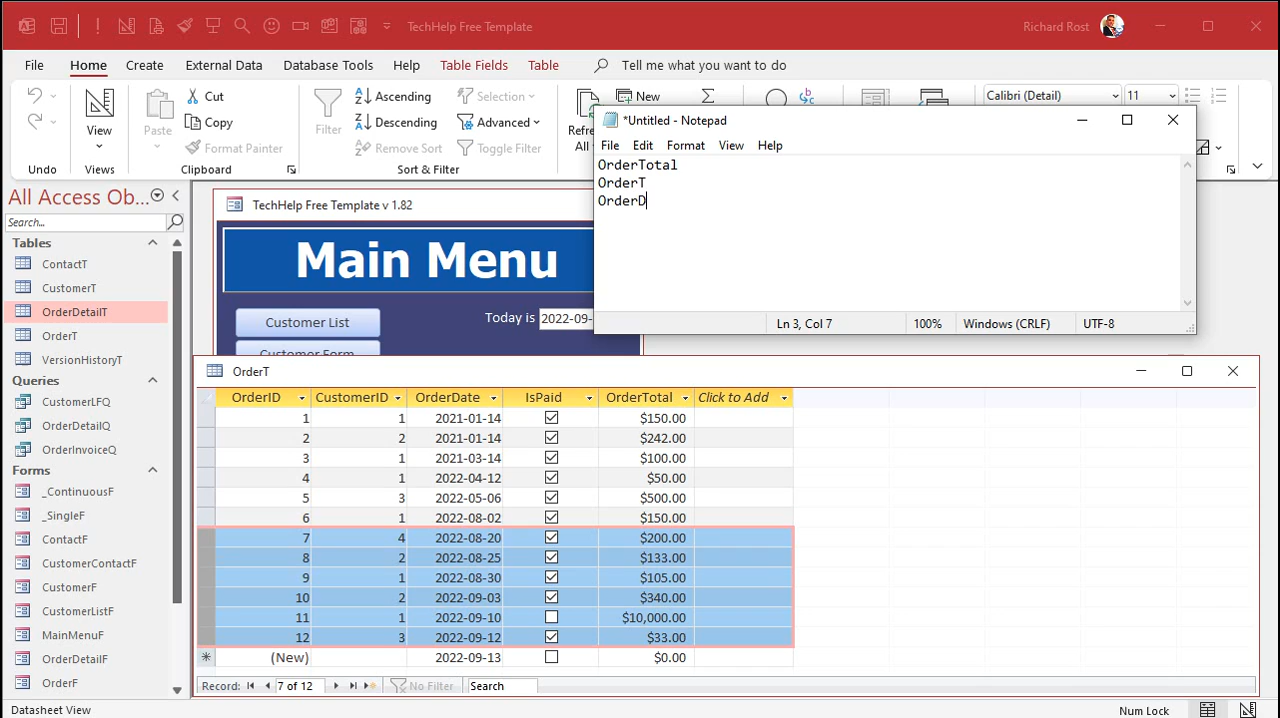 TechHelp Free Template
Richard Rost
File Home Create External Data Database Tools Help Table Fields Table Tell me what you want to do
Cut
Copy
Format Painter
Paste
View
Filter
Ascending
Descending
Remove Sort
Selection
Advanced
Toggle Filter
New
Calibri (Detail) 11
Undo Views Clipboard Sort & Filter
*Untitled - Notepad
File Edit Format View Help
OrderTotal
OrderT
OrderD
Ln 3, Col 7 100% Windows (CRLF) UTF-8
All Access Ob...
Search...
Tables
ContactT
CustomerT
OrderDetailT
OrderT
VersionHistoryT
Queries
CustomerLFQ
OrderDetailQ
OrderInvoiceQ
Forms
_ContinuousF
_SingleF
ContactF
CustomerContactF
CustomerF
CustomerListF
MainMenuF
OrderDetailF
OrderF
TechHelp Free Template v 1.82
Main Menu
Customer List
Today is 2022-09-
Customer Form
OrderT
OrderID CustomerID OrderDate IsPaid OrderTotal Click to Add
1 1 2021-01-14 $150.00
2 2 2021-01-14 $242.00
3 1 2021-03-14 $100.00
4 1 2022-04-12 $50.00
5 3 2022-05-06 $500.00
6 1 2022-08-02 $150.00
7 4 2022-08-20 $200.00
8 2 2022-08-25 $133.00
9 1 2022-08-30 $105.00
10 2 2022-09-03 $340.00
11 1 2022-09-10 $10,000.00
12 3 2022-09-12 $33.00
(New) 2022-09-13 $0.00
Record: 7 of 12 No Filter Search
Datasheet View
Num Lock